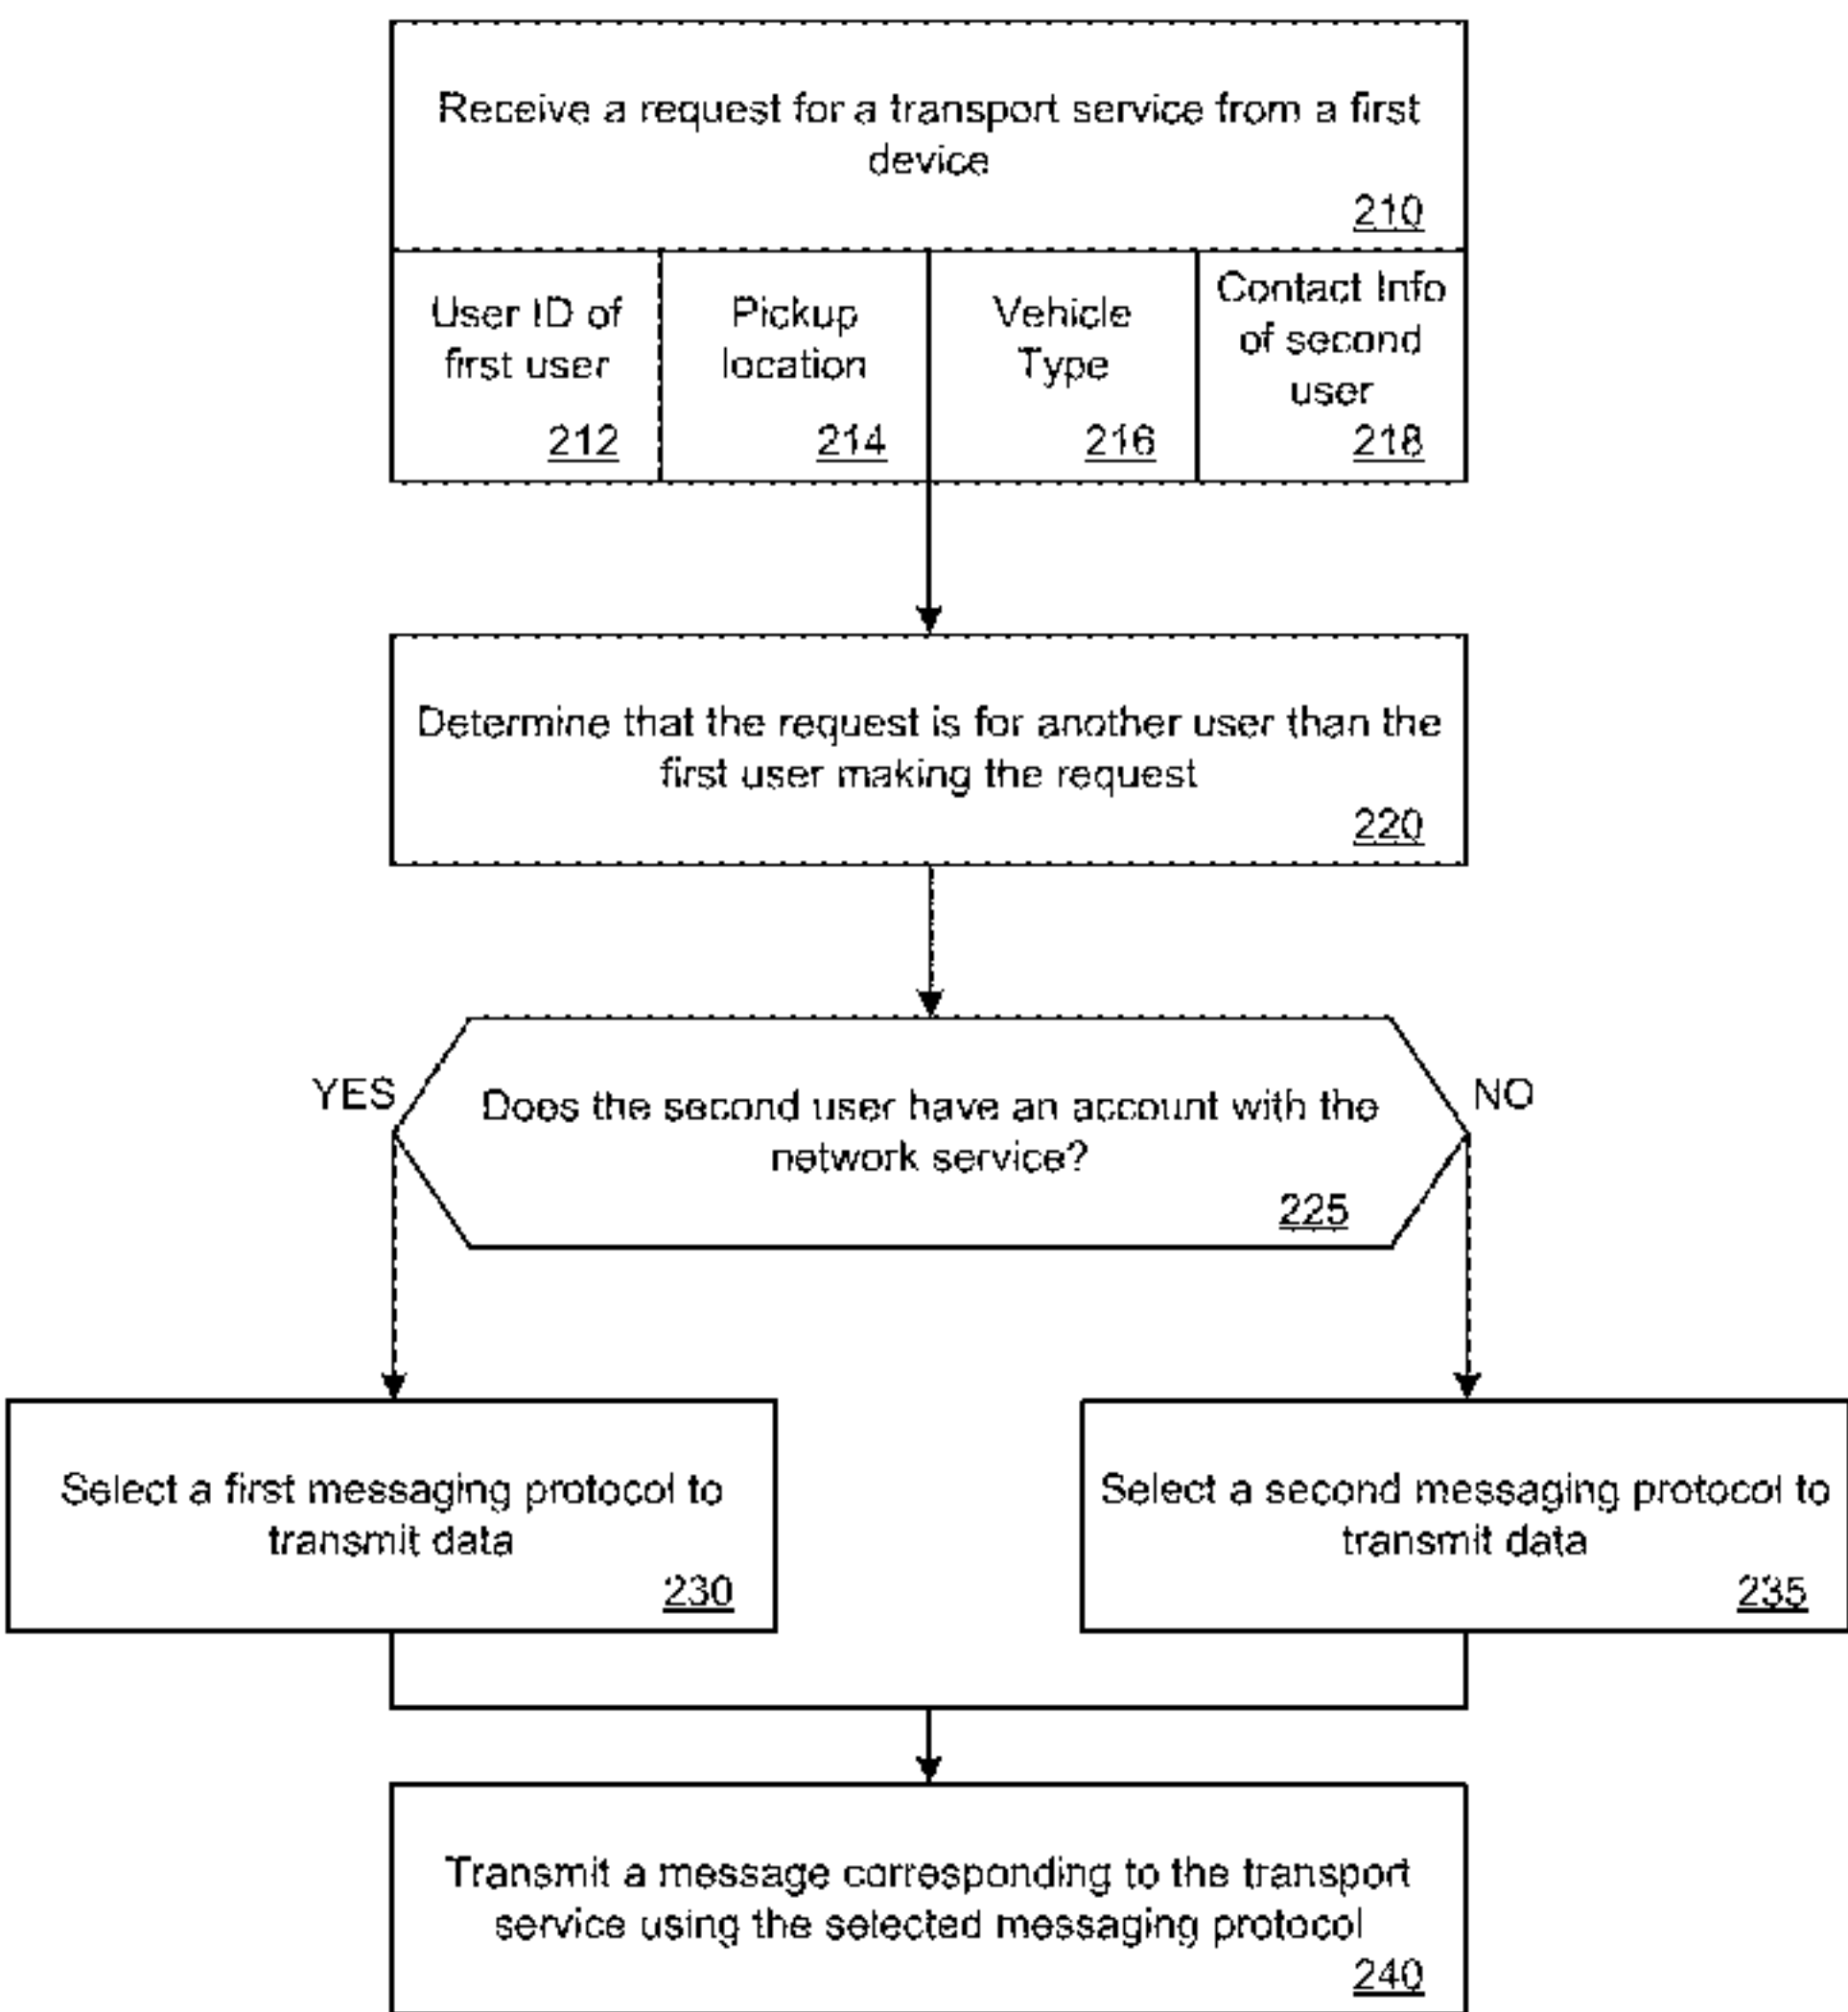 Receive a request for a transport service from a first
device
210
User ID of
first user
212
Pickup
location
214
Vehicle
Type
216
Contact Info
of second
user
218
Determine that the request is for another user than the
first user making the request
220
YES
Does the second user have an account with the
network service?
225
NO
Select a first messaging protocol to
transmit data
230
Select a second messaging protocol to
transmit data
235
Transmit a message corresponding to the transport
service using the selected messaging protocol
240